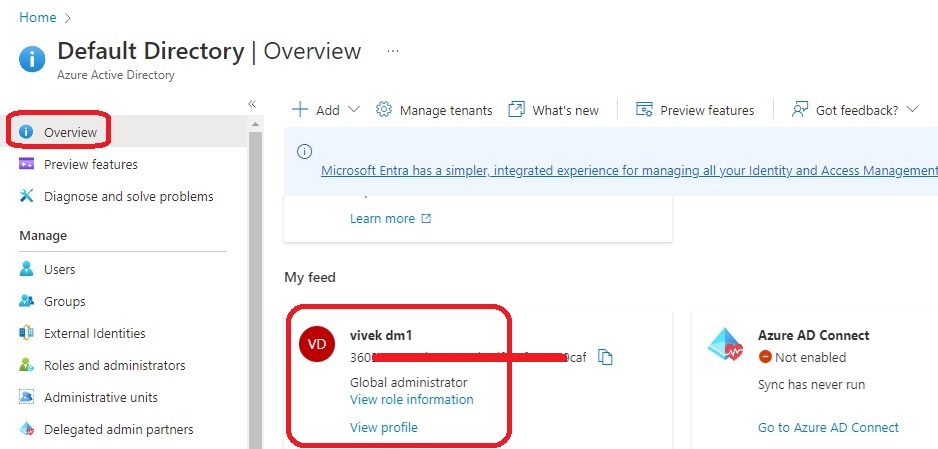 Home >
Default Directory | Overview ...
Azure Active Directory
«
Overview
Preview features
Diagnose and solve problems
Manage
Users
Groups
External Identities
Roles and administrators
Administrative units
Delegated admin partners
+ Add
Manage tenants
What's new
Preview features
Got feedback?
Microsoft Entra has a simpler, integrated experience for managing all your Identity and Access Management
Learn more
My feed
VD
vivek dm1
Global administrator
View role information
View profile
Azure AD Connect
Not enabled
Sync has never run
Go to Azure AD Connect